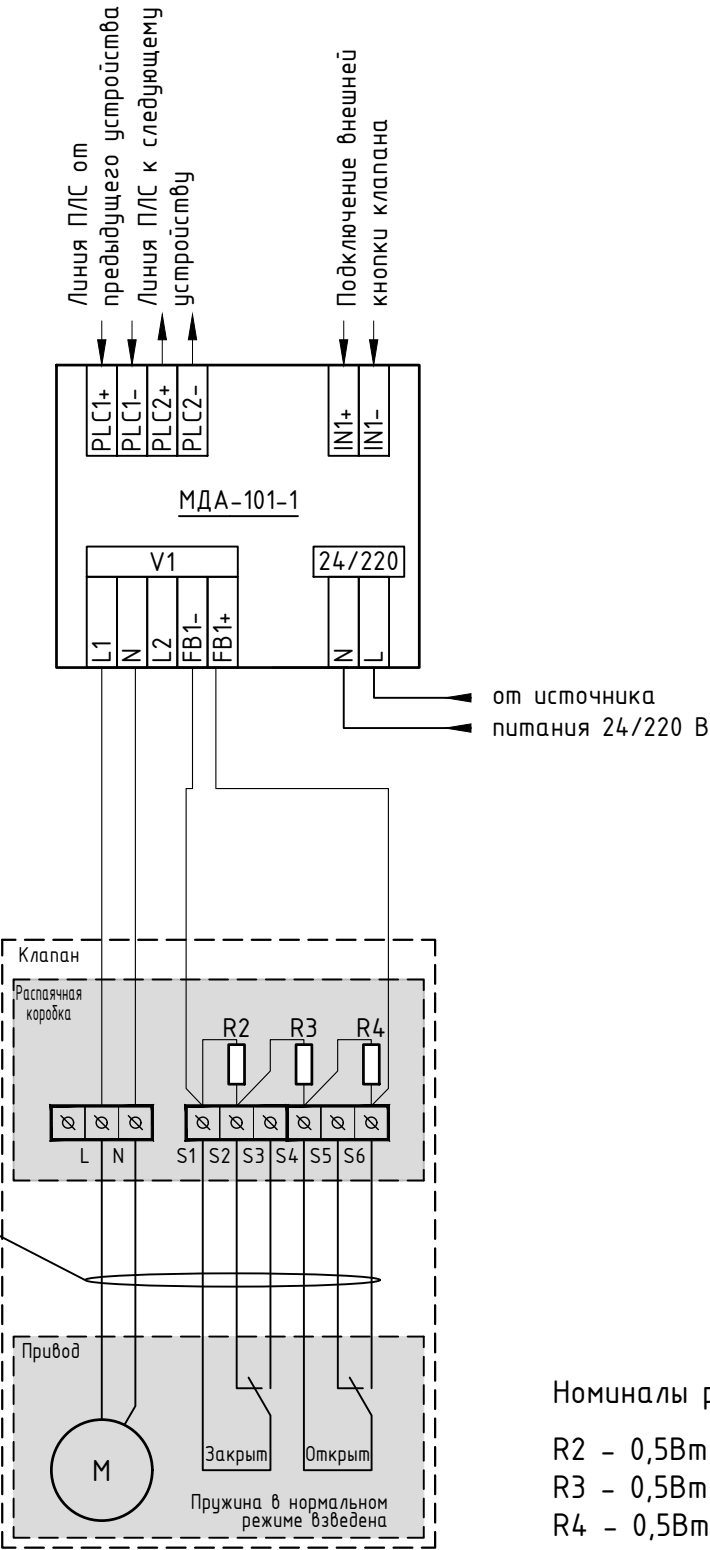 Линия ПЛС от
предыдущего устройства
Линия ПЛС к следующему
устройству
Подключение внешней
кнопки клапана
PLC1+
PLC1-
PLC2+
PLC2-
IN1+
IN1-
МДА-101-1
V1
24/220
L1
N
L2
FB1-
FB1+
N
L
от источника
питания 24/220 В
Клапан
Распаячная
коробка
R2
R3
R4
L
N
S1
S2
S3
S4
S5
S6
Привод
М
Закрыт
Открыт
Пружина в нормальном
режиме взведена
Номиналы р
R2 - 0,5Вт
R3 - 0,5Вт
R4 - 0,5Вт